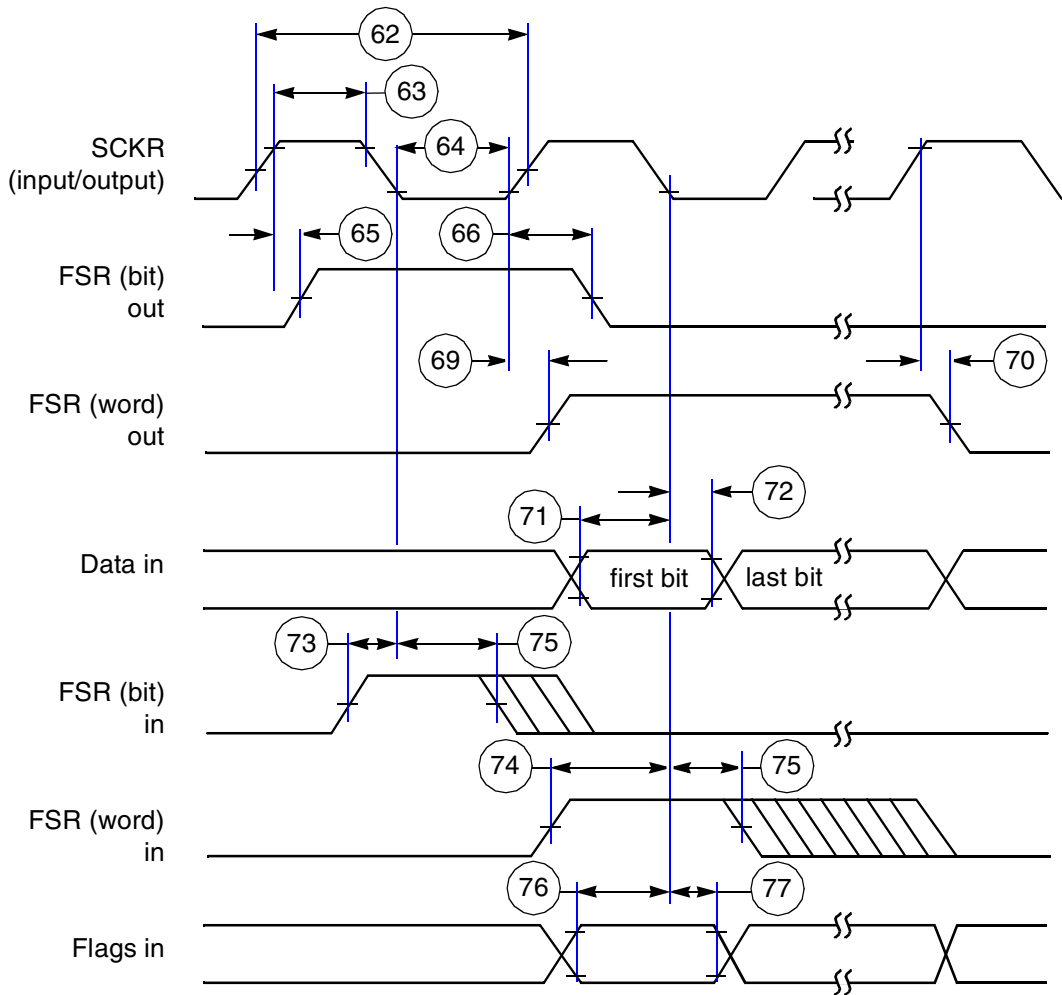 62
63
64
SCKR
(input/output)
65
66
FSR (bit)
out
69
70
FSR (word)
out
72
71
Data in
first bit
last bit
73
75
FSR (bit)
in
74
75
FSR (word)
in
76
77
Flags in